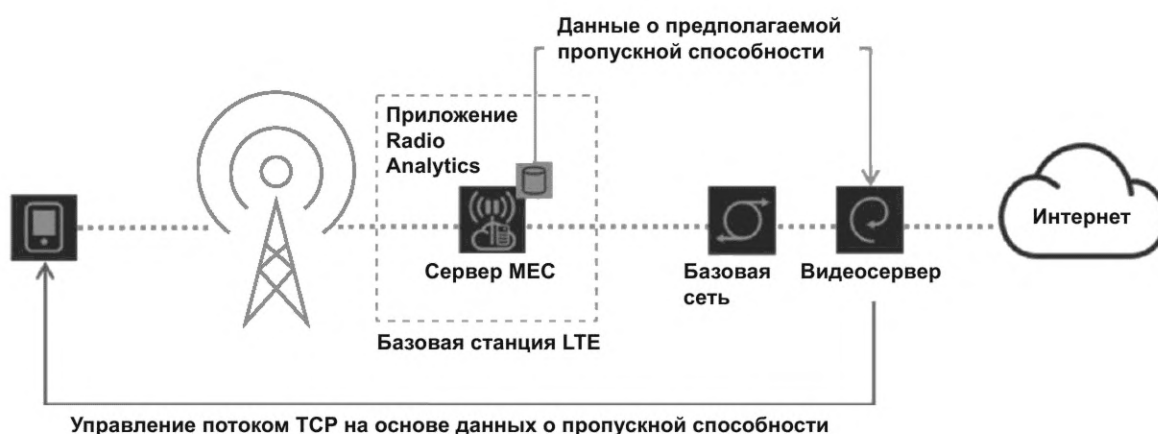 Данные о предполагаемой
пропускной способности
Приложение
Radio
Analytics
Интернет
Сервер MEC
Базовая
сеть
Видеосервер
Базовая станция LTE
Управление потоком TCP на основе данных о пропускной способности